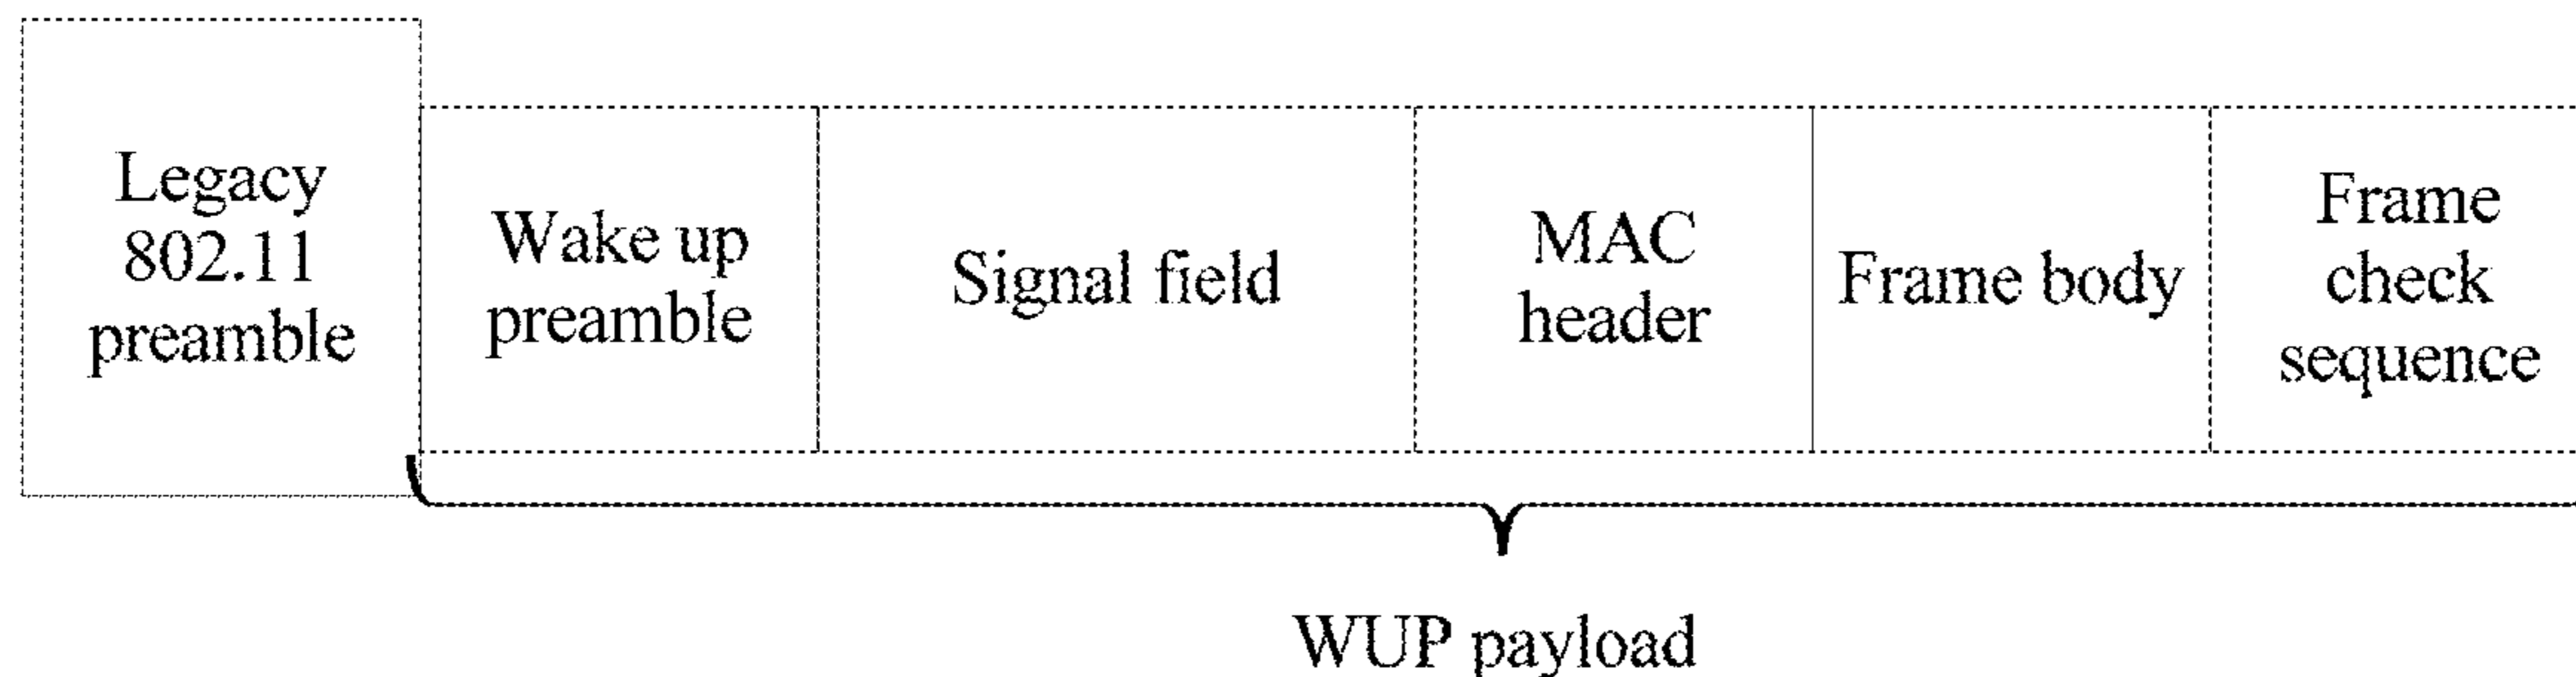 Legacy
802.11
preamble
Wake up
preamble
Signal field
MAC
header
Frame body
Frame
check
sequence
WUP payload